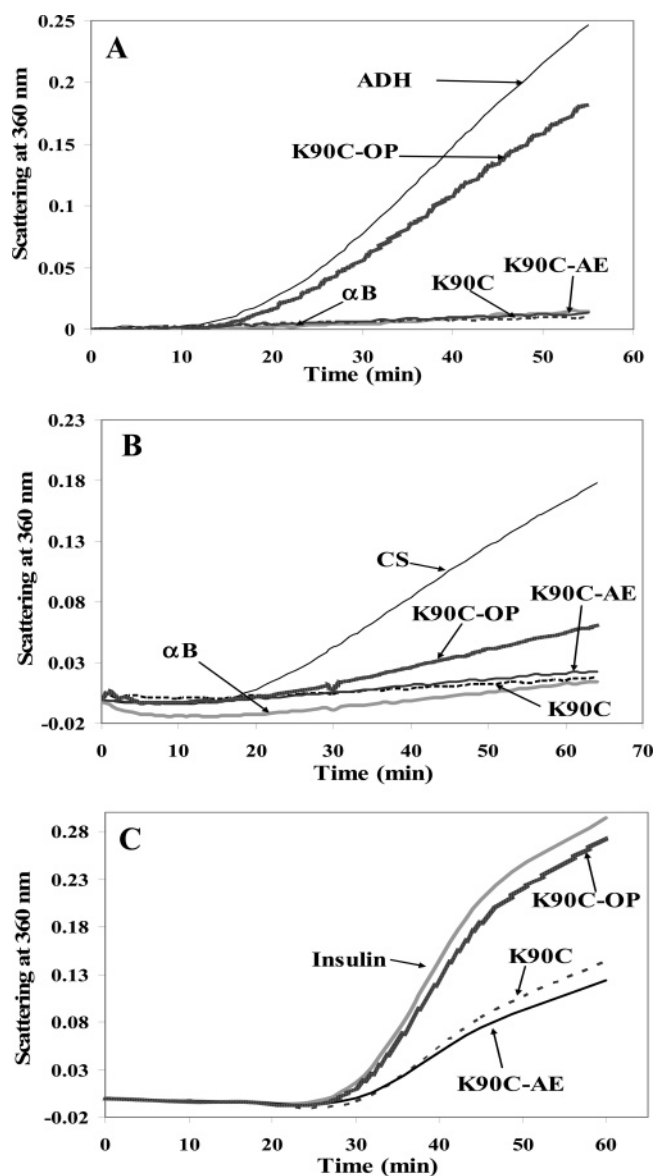 A
0.25
0.2
0.15
0.1
0.05
0
Scattering at 360 nm
ADH
K90C-OP
αB
K90C
K90C-AE
0 10 20 30 40 50 60
Time (min)
B
0.23
0.18
0.13
0.08
0.03
-0.02
Scattering at 360 nm
CS
K90C-AE
K90C-OP
αB
K90C
0 10 20 30 40 50 60 70
Time (min)
C
0.28
0.23
0.18
0.13
0.08
0.03
-0.02
Scattering at 360 nm
K90C-OP
Insulin
K90C
K90C-AE
0 10 20 30 40 50 60
Time (min)